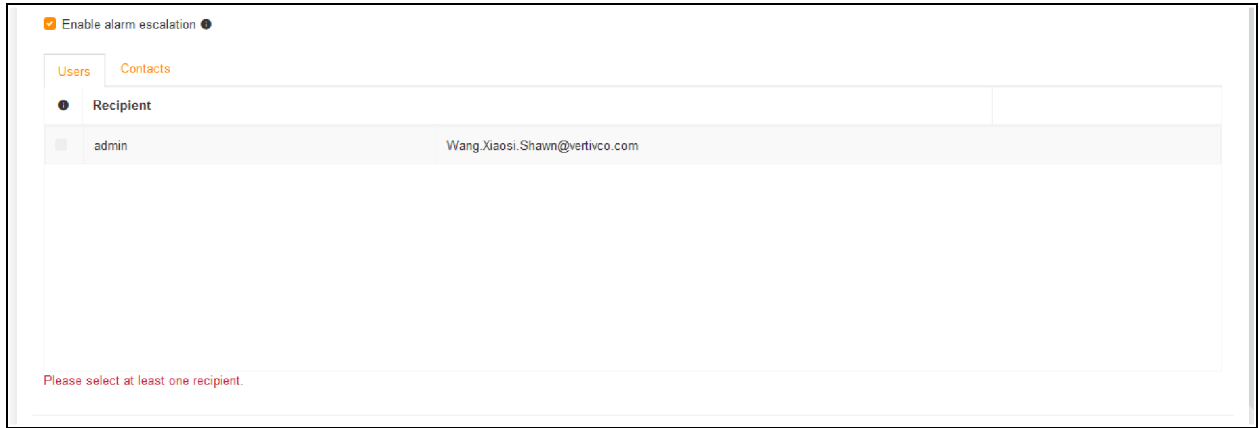 Enable alarm escalation
Users Contacts
Recipient
admin Wang.Xiaosi.Shawn@vertivco.com
Please select at least one recipient.